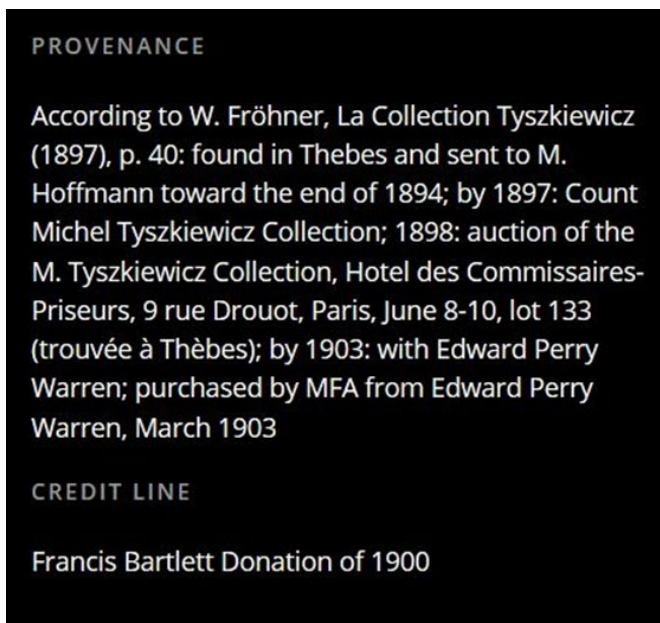 PROVENANCE
According to W. Fröhner, La Collection Tyszkiewicz
(1897), p. 40: found in Thebes and sent to M.
Hoffmann toward the end of 1894; by 1897: Count
Michel Tyszkiewicz Collection; 1898: auction of the
M. Tyszkiewicz Collection, Hotel des Commissaires-
Priseurs, 9 rue Drouot, Paris, June 8-10, lot 133
(trouvée à Thèbes); by 1903: with Edward Perry
Warren; purchased by MFA from Edward Perry
Warren, March 1903
CREDIT LINE
Francis Bartlett Donation of 1900